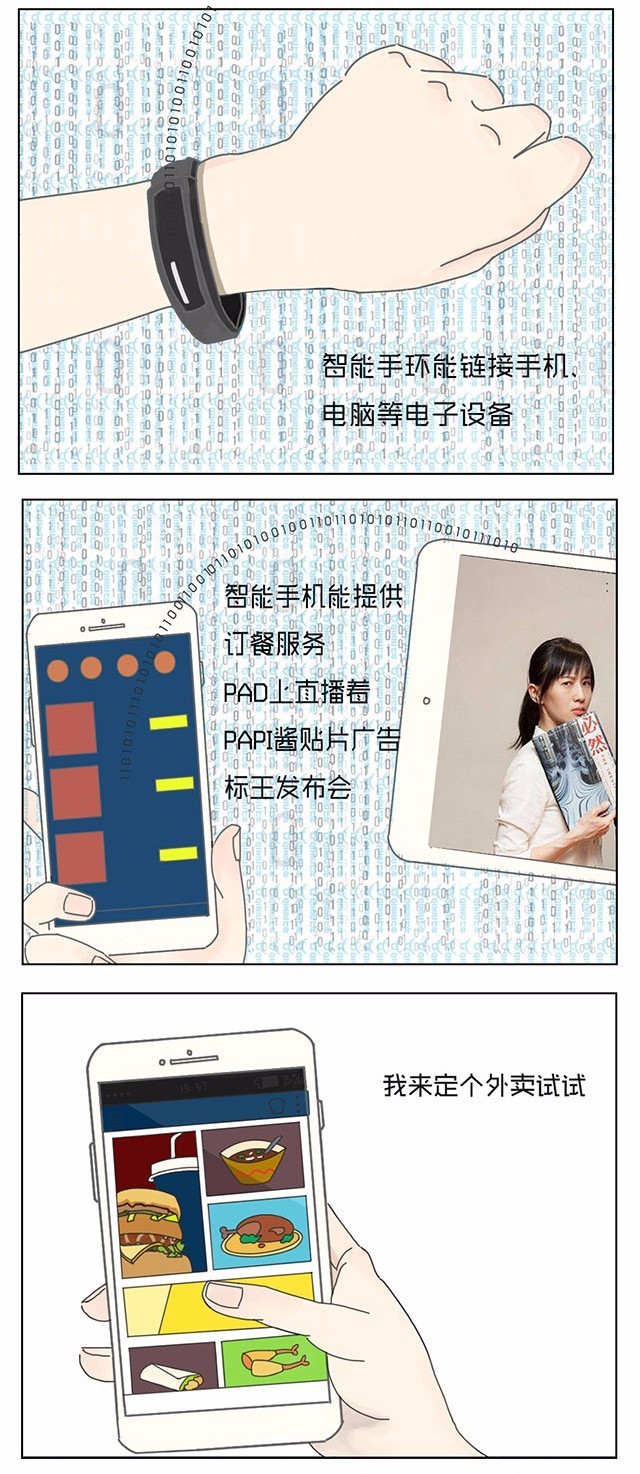 智能手环能链接手机、
电脑等电子设备
智能手机能提供
订餐服务
PAD上直播着
PAPI酱贴片广告
标王发布会
必然
15:37
我来定个外卖试试